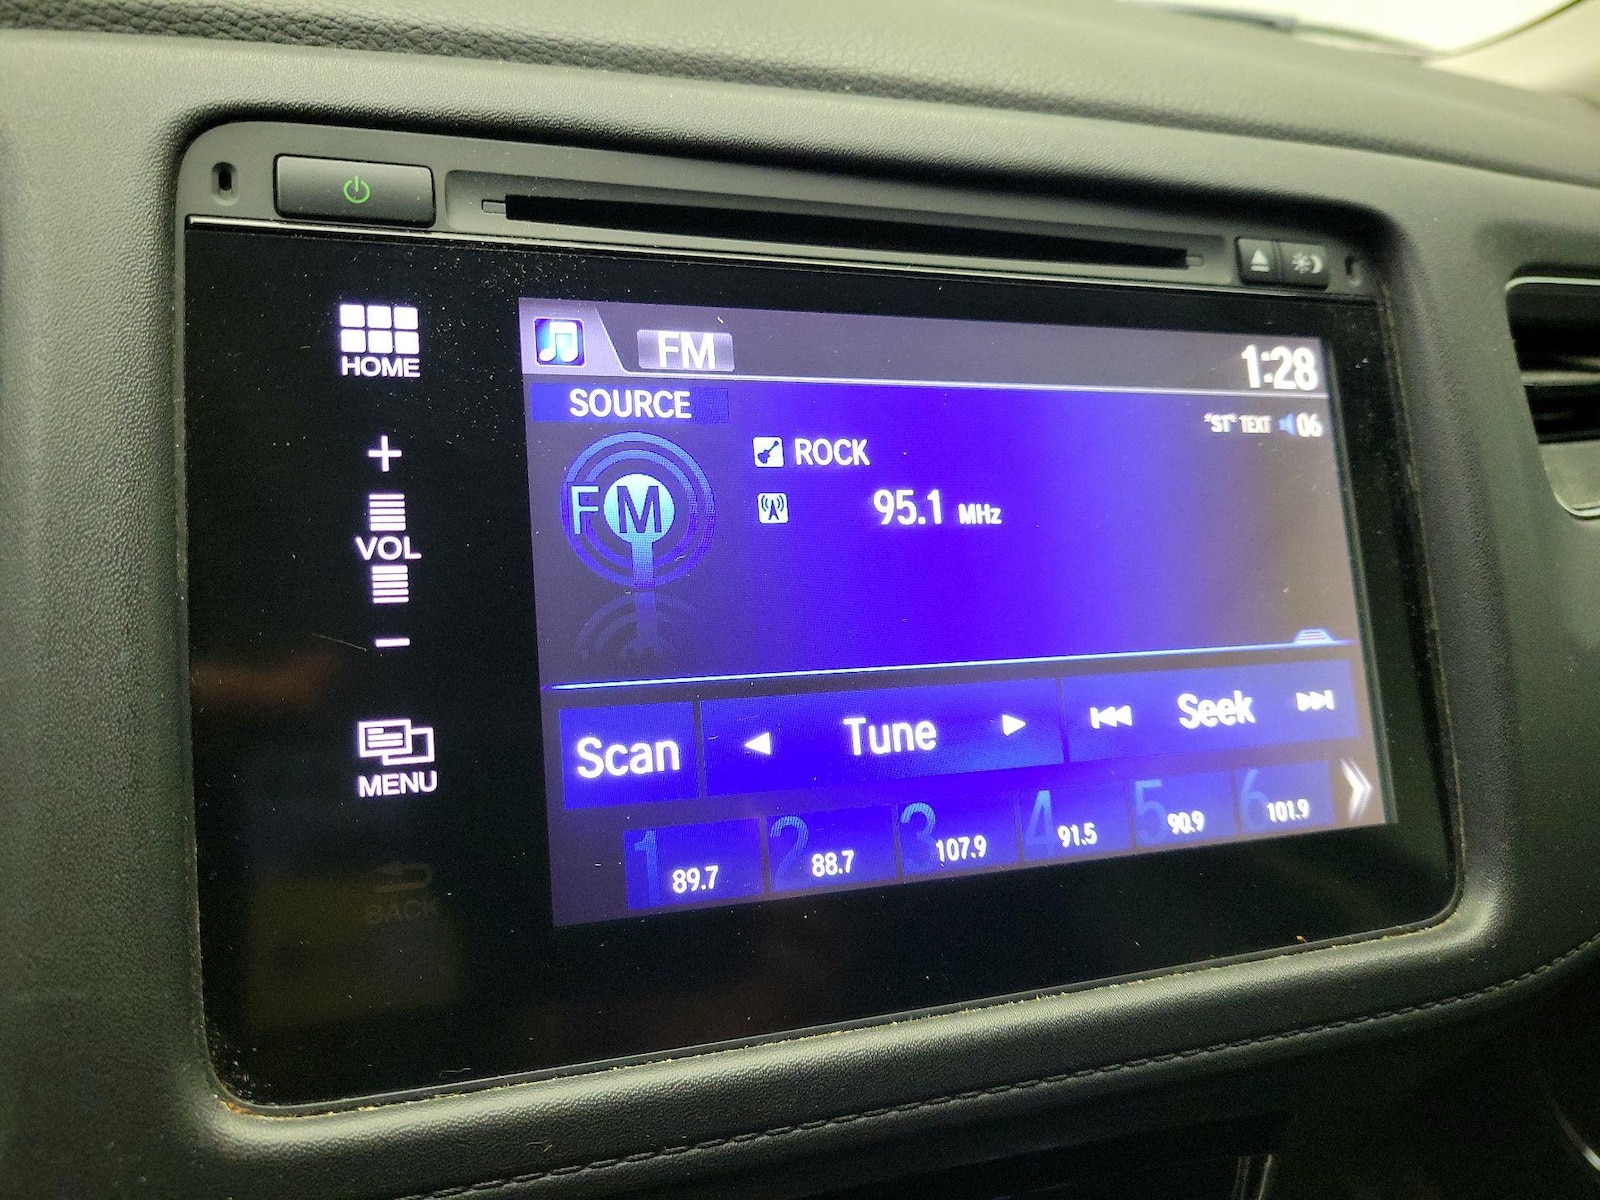 FM
1:28
HOME
SOURCE
"ST" TEXT 06
ROCK
FM
95.1 MHz
VOL
Scan
Tune
Seek
MENU
1 89.7
2 88.7
3 107.9
4 91.5
5 90.9
6 101.9
BACK